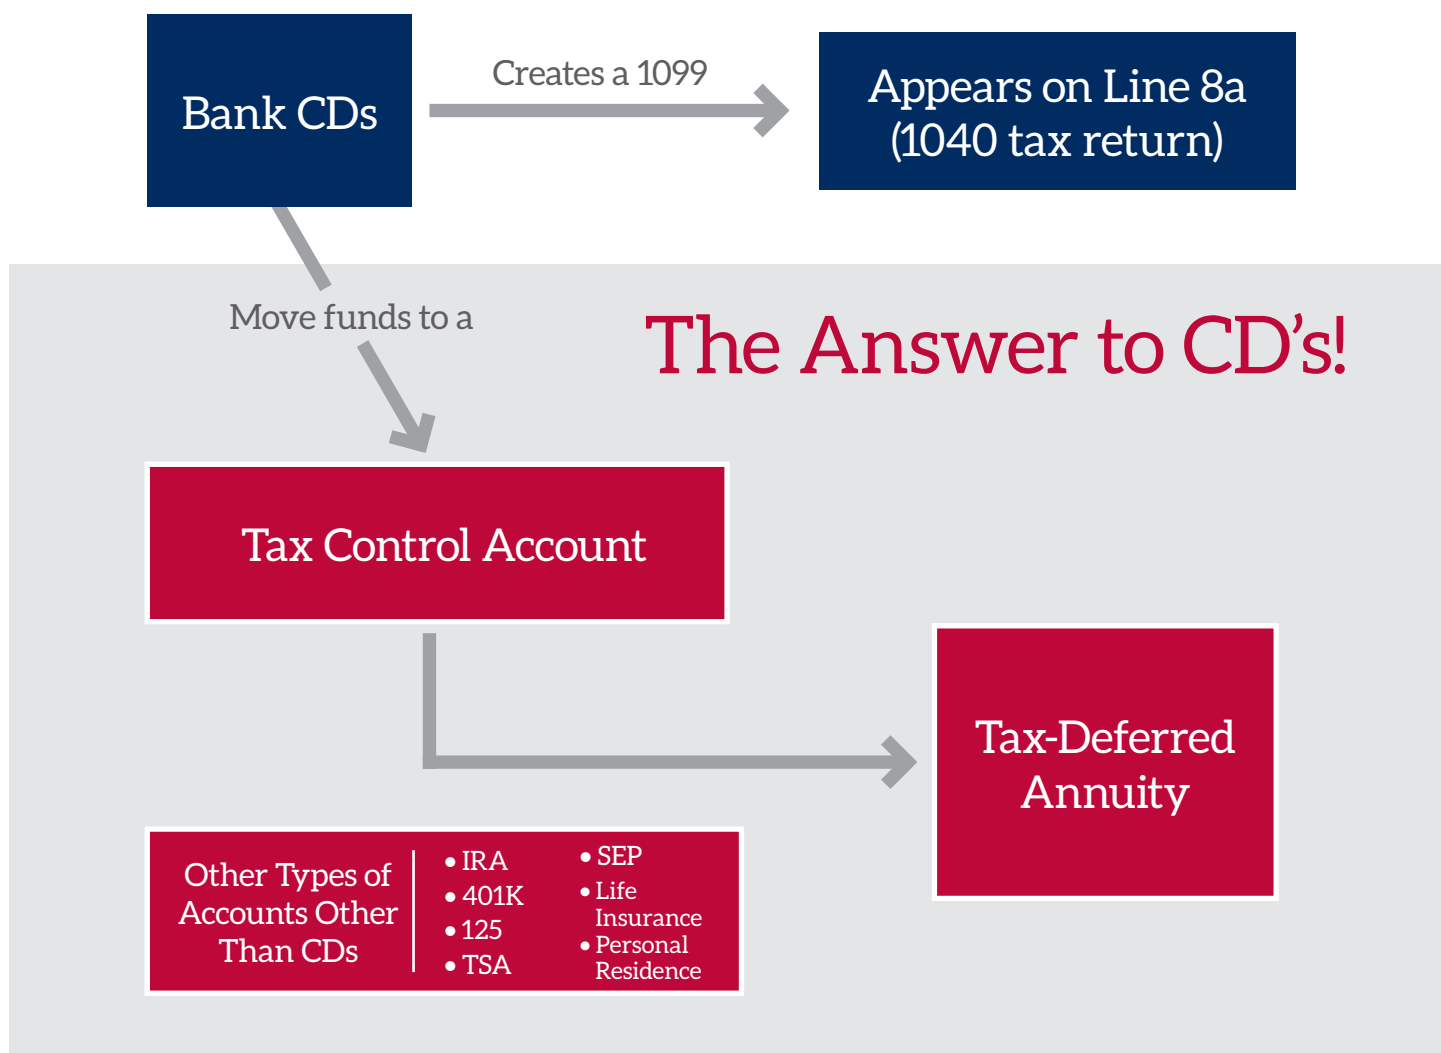 Bank CDs
Creates a 1099
Appears on Line 8a
(1040 tax return)
Move funds to a
The Answer to CD’s!
Tax Control Account
Tax-Deferred
Annuity
Other Types of
Accounts Other
Than CDs
• IRA
• 401K
• 125
• TSA
• SEP
• Life
Insurance
• Personal
Residence